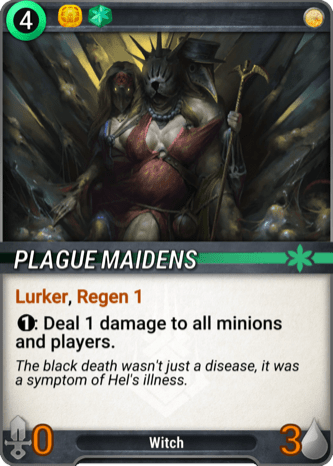 4
PLAGUE MAIDENS
Lurker, Regen 1
1: Deal 1 damage to all minions
and players.
The black death wasn't just a disease, it was
a symptom of Hel's illness.
0
Witch
3